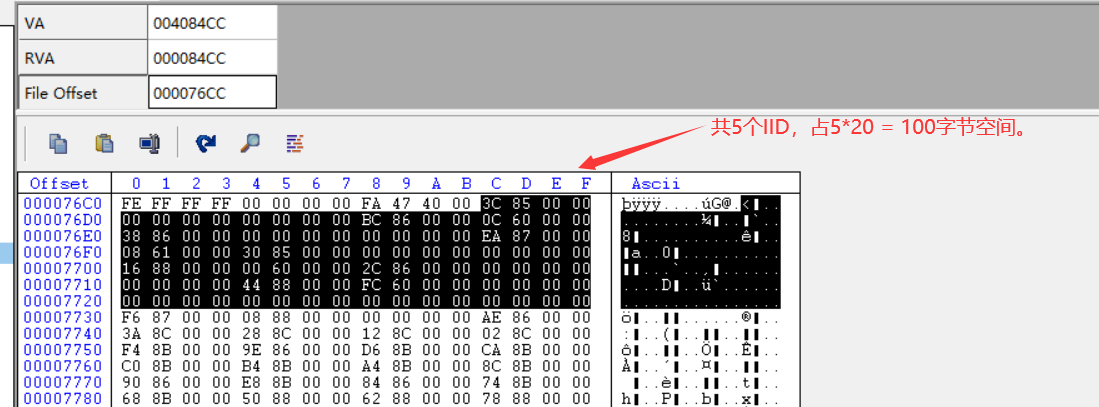 VA 004084CC
RVA 000084CC
File Offset 000076CC
共5个IID，占5*20 = 100字节空间。
Offset 0 1 2 3 4 5 6 7 8 9 A B C D E F Ascii
000076C0 FE FF FF FF 00 00 00 00 FA 47 40 00 3C 85 00 00 þÿÿÿ....úG@.<▌..
000076D0 00 00 00 00 00 00 00 00 BC 86 00 00 0C 60 00 00 ........¼▌..▌`..
000076E0 38 86 00 00 00 00 00 00 00 00 00 00 EA 87 00 00 8▌..........ê▌..
000076F0 08 61 00 00 30 85 00 00 00 00 00 00 00 00 00 00 ▌a..0▌..........
00007700 16 88 00 00 00 60 00 00 2C 86 00 00 00 00 00 00 ▌▌...`..,▌......
00007710 00 00 00 00 44 88 00 00 FC 60 00 00 00 00 00 00 ....D▌..ü`......
00007720 00 00 00 00 00 00 00 00 00 00 00 00 00 00 00 00 ................
00007730 F6 87 00 00 08 88 00 00 00 00 00 00 AE 86 00 00 ö▌..▌▌......®▌..
00007740 3A 8C 00 00 28 8C 00 00 12 8C 00 00 02 8C 00 00 :▌..(▌..▌▌..▌▌..
00007750 F4 8B 00 00 9E 86 00 00 D6 8B 00 00 CA 8B 00 00 ô▌..▌▌..Ö▌..Ê▌..
00007760 C0 8B 00 00 B4 8B 00 00 A4 8B 00 00 8C 8B 00 00 À▌..´▌..¤▌..▌▌..
00007770 90 86 00 00 E8 8B 00 00 84 86 00 00 74 8B 00 00 ▌▌..è▌..▌▌..t▌..
00007780 68 8B 00 00 50 88 00 00 62 88 00 00 78 88 00 00 h▌..P▌..b▌..x▌..